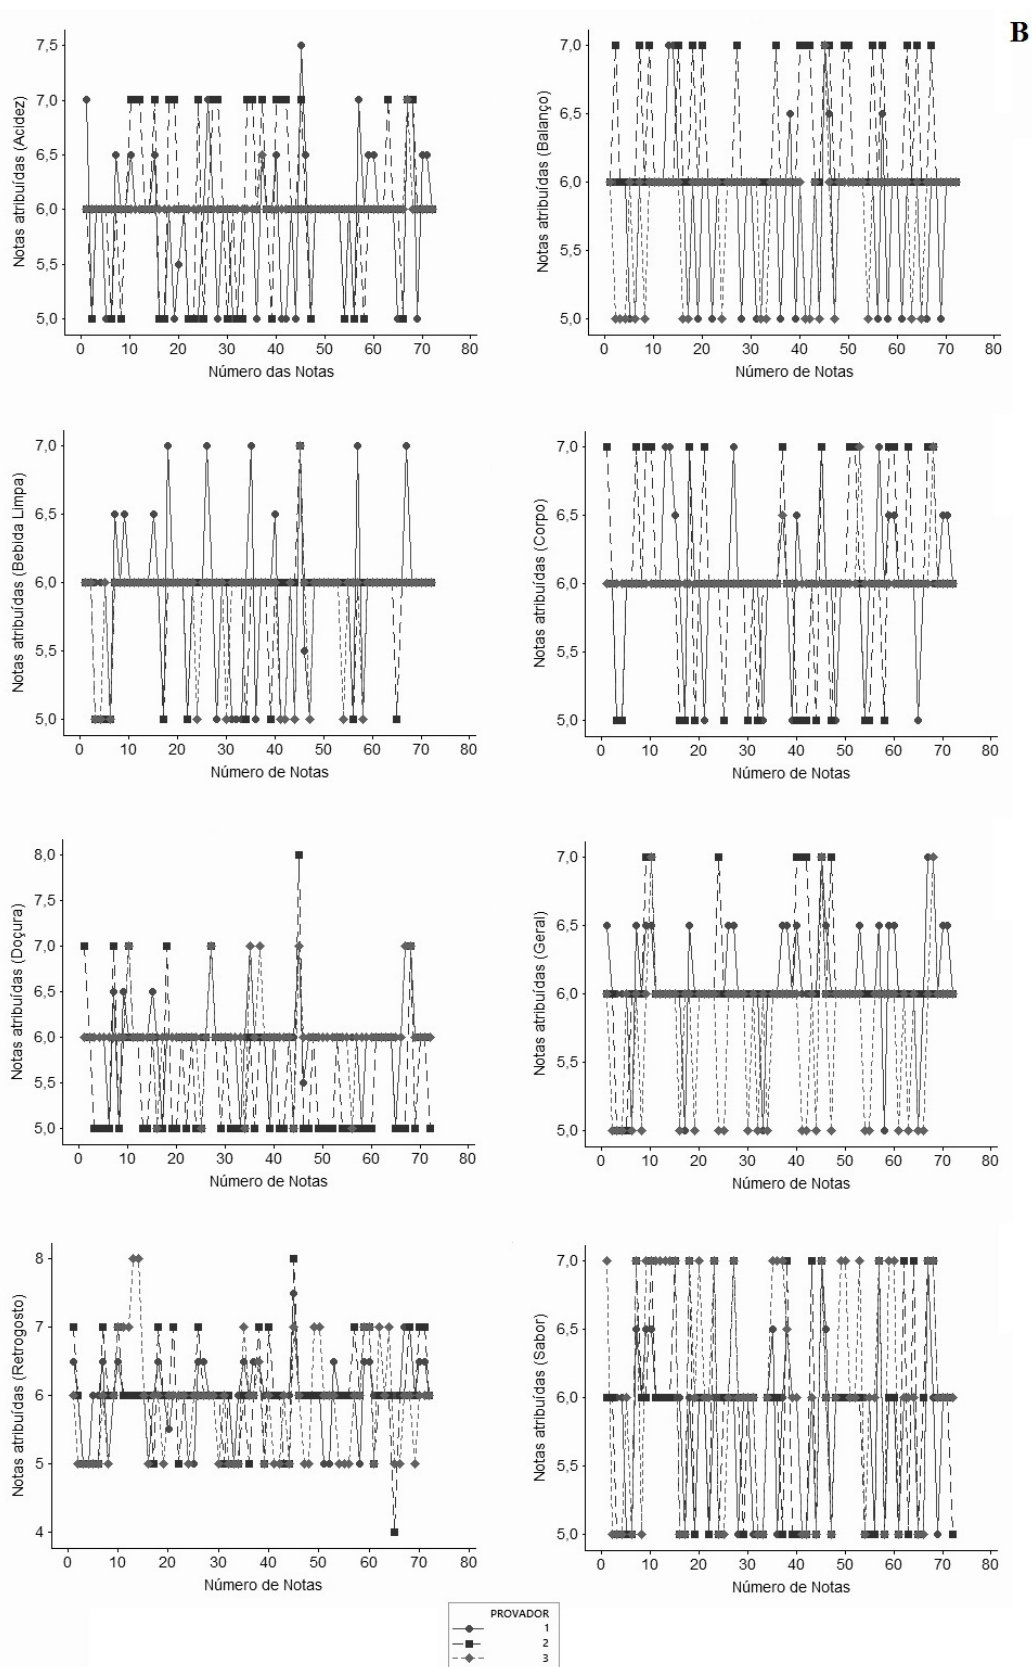 B
Notas atribuídas (Acidez)
7,5
7,0
6,5
6,0
5,5
5,0
0 10 20 30 40 50 60 70 80
Número das Notas
Notas atribuídas (Balanço)
7,0
6,5
6,0
5,5
5,0
0 10 20 30 40 50 60 70 80
Número de Notas
Notas atribuídas (Bebida Limpa)
7,0
6,5
6,0
5,5
5,0
0 10 20 30 40 50 60 70 80
Número de Notas
Notas atribuídas (Corpo)
7,0
6,5
6,0
5,5
5,0
0 10 20 30 40 50 60 70 80
Número de Notas
Notas atribuídas (Doçura)
8,0
7,5
7,0
6,5
6,0
5,5
5,0
0 10 20 30 40 50 60 70 80
Número de Notas
Notas atribuídas (Geral)
7,0
6,5
6,0
5,5
5,0
0 10 20 30 40 50 60 70 80
Número de Notas
Notas atribuídas (Retrogosto)
8
7
6
5
4
0 10 20 30 40 50 60 70 80
Número de Notas
Notas atribuídas (Sabor)
7,0
6,5
6,0
5,5
5,0
0 10 20 30 40 50 60 70 80
Número de Notas
PROVADOR
1
2
3